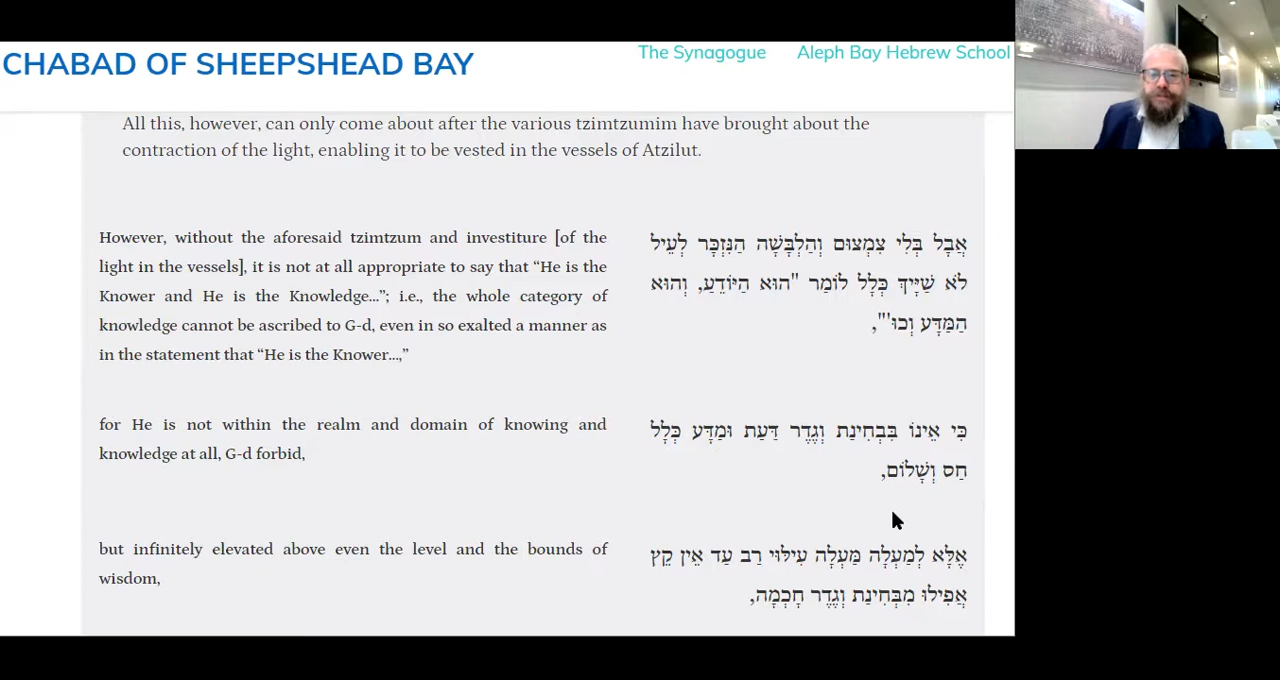 CHABAD OF SHEEPSHEAD BAY
The Synagogue Aleph Bay Hebrew School
All this, however, can only come about after the various tzimtzumim have brought about the
contraction of the light, enabling it to be vested in the vessels of Atzilut.
However, without the aforesaid tzimtzum and investiture [of the
light in the vessels], it is not at all appropriate to say that “He is the
Knower and He is the Knowledge…”; i.e., the whole category of
knowledge cannot be ascribed to G-d, even in so exalted a manner as
in the statement that “He is the Knower…,”
אֲבָל בְּלִי צִמְצוּם וְהַלְבָּשָׁה הַנִּזְכָּר לְעֵיל
לֹא שַׁיָּיךְ כְּלָל לוֹמַר "הוּא הַיּוֹדֵעַ, וְהוּא
הַמַּדָּע וְכוּ'",
for He is not within the realm and domain of knowing and
knowledge at all, G-d forbid,
כִּי אֵינוֹ בִּבְחִינַת וְגֶדֶר דַּעַת וּמַדָּע כְּלָל
חַס וְשָׁלוֹם,
but infinitely elevated above even the level and the bounds of
wisdom,
אֶלָּא לְמַעְלָה מַּעְלָה עִילּוּי רַב עַד אֵין קֵץ
אֲפִילוּ מִבְּחִינַת וְגֶדֶר חָכְמָה,